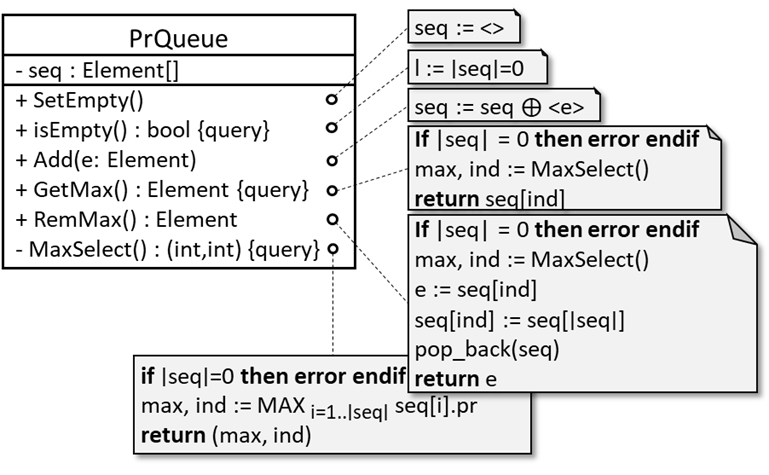 PrQueue
- seq : Element[]
+ SetEmpty()
+ isEmpty() : bool {query}
+ Add(e: Element)
+ GetMax() : Element {query}
+ RemMax() : Element
- MaxSelect() : (int,int) {query}
seq := <>
l := |seq|=0
seq := seq ⊕ <e>
If |seq| = 0 then error endif
max, ind := MaxSelect()
return seq[ind]
If |seq| = 0 then error endif
max, ind := MaxSelect()
e := seq[ind]
seq[ind] := seq[|seq|]
pop_back(seq)
return e
if |seq|=0 then error endif
max, ind := MAX i=1..|seq| seq[i].pr
return (max, ind)